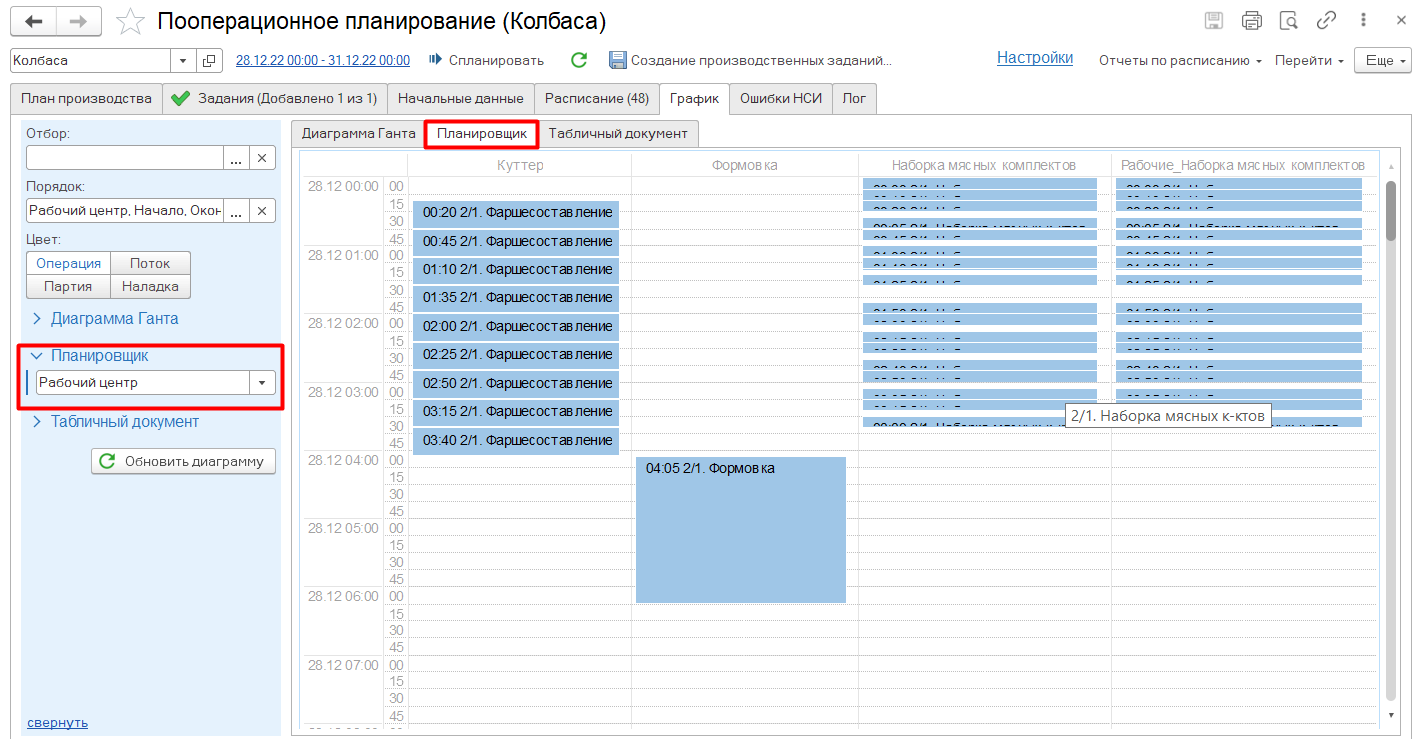 Пооперационное планирование (Колбаса)
Колбаса 28.12.22 00:00 - 31.12.22 00:00 Спланировать Создание производственных заданий... Настройки Отчеты по расписанию Перейти Еще
План производства Задания (Добавлено 1 из 1) Начальные данные Расписание (48) График Ошибки НСИ Лог
Отбор:
...
Порядок:
Рабочий центр, Начало, Окон ...
Цвет:
Операция Поток
Партия Наладка
Диаграмма Ганта
Планировщик
Рабочий центр
Табличный документ
Обновить диаграмму
свернуть
Диаграмма Ганта Планировщик Табличный документ
Куттер Формовка Наборка мясных комплектов Рабочие_Наборка мясных комплектов
28.12 00:00 00
15
00:20 2/1. Фаршесоставление
30
45
00:45 2/1. Фаршесоставление
28.12 01:00 00
01:10 2/1. Фаршесоставление
15
30
01:35 2/1. Фаршесоставление
45
28.12 02:00 00
02:00 2/1. Фаршесоставление
15
02:25 2/1. Фаршесоставление
30
45
02:50 2/1. Фаршесоставление
28.12 03:00 00
15
03:15 2/1. Фаршесоставление
2/1. Наборка мясных к-ктов
30
45
03:40 2/1. Фаршесоставление
28.12 04:00 00
04:05 2/1. Формовка
15
30
45
28.12 05:00 00
15
30
45
28.12 06:00 00
15
30
45
28.12 07:00 00
15
30
45